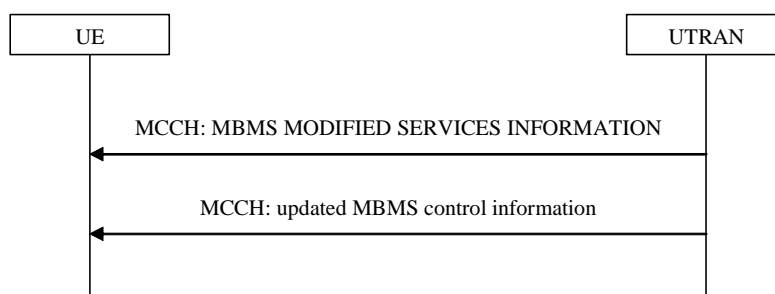 UE
UTRAN
MCCH: MBMS MODIFIED SERVICES INFORMATION
MCCH: updated MBMS control information